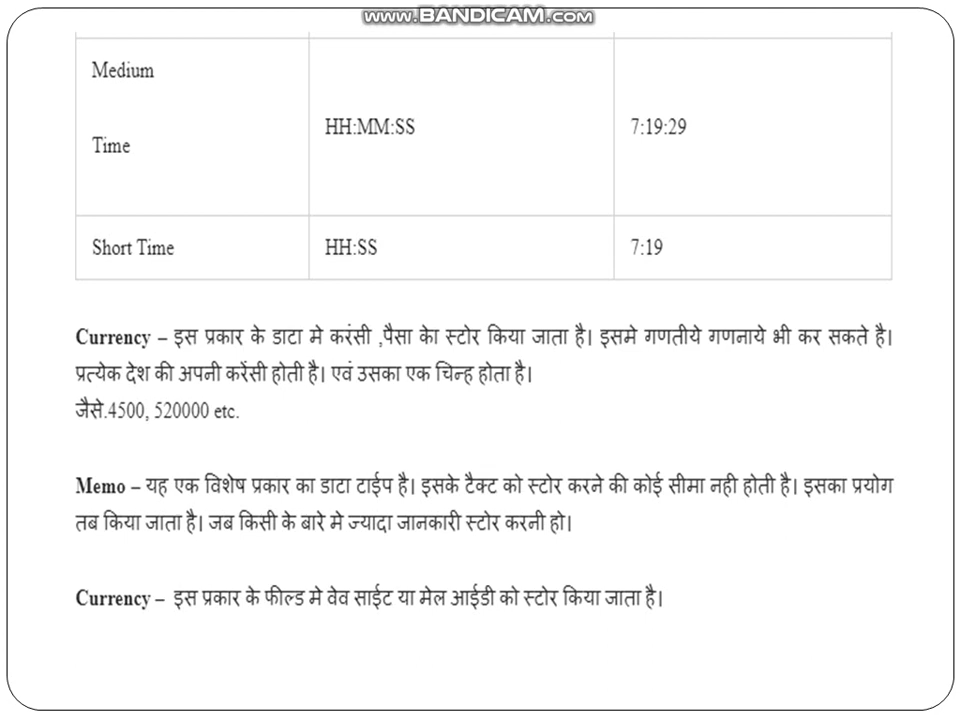 www.BANDICAM.com
Medium
Time
HH:MM:SS
7:19:29
Short Time
HH:SS
7:19
Currency – इस प्रकार के डाटा मे करंसी ,पैसा केा स्टोर किया जाता है। इसमे गणतीये गणनाये भी कर सकते है।
प्रत्येक देश की अपनी करेंसी होती है। एवं उसका एक चिन्ह होता है।
जैसे.4500, 520000 etc.
Memo – यह एक विशेष प्रकार का डाटा टाईप है। इसके टैक्ट को स्टोर करने की कोई सीमा नही होती है। इसका प्रयोग
तब किया जाता है। जब किसी के बारे मे ज्यादा जानकारी स्टोर करनी हो।
Currency – इस प्रकार के फील्ड मे वेव साईट या मेल आईडी को स्टोर किया जाता है।